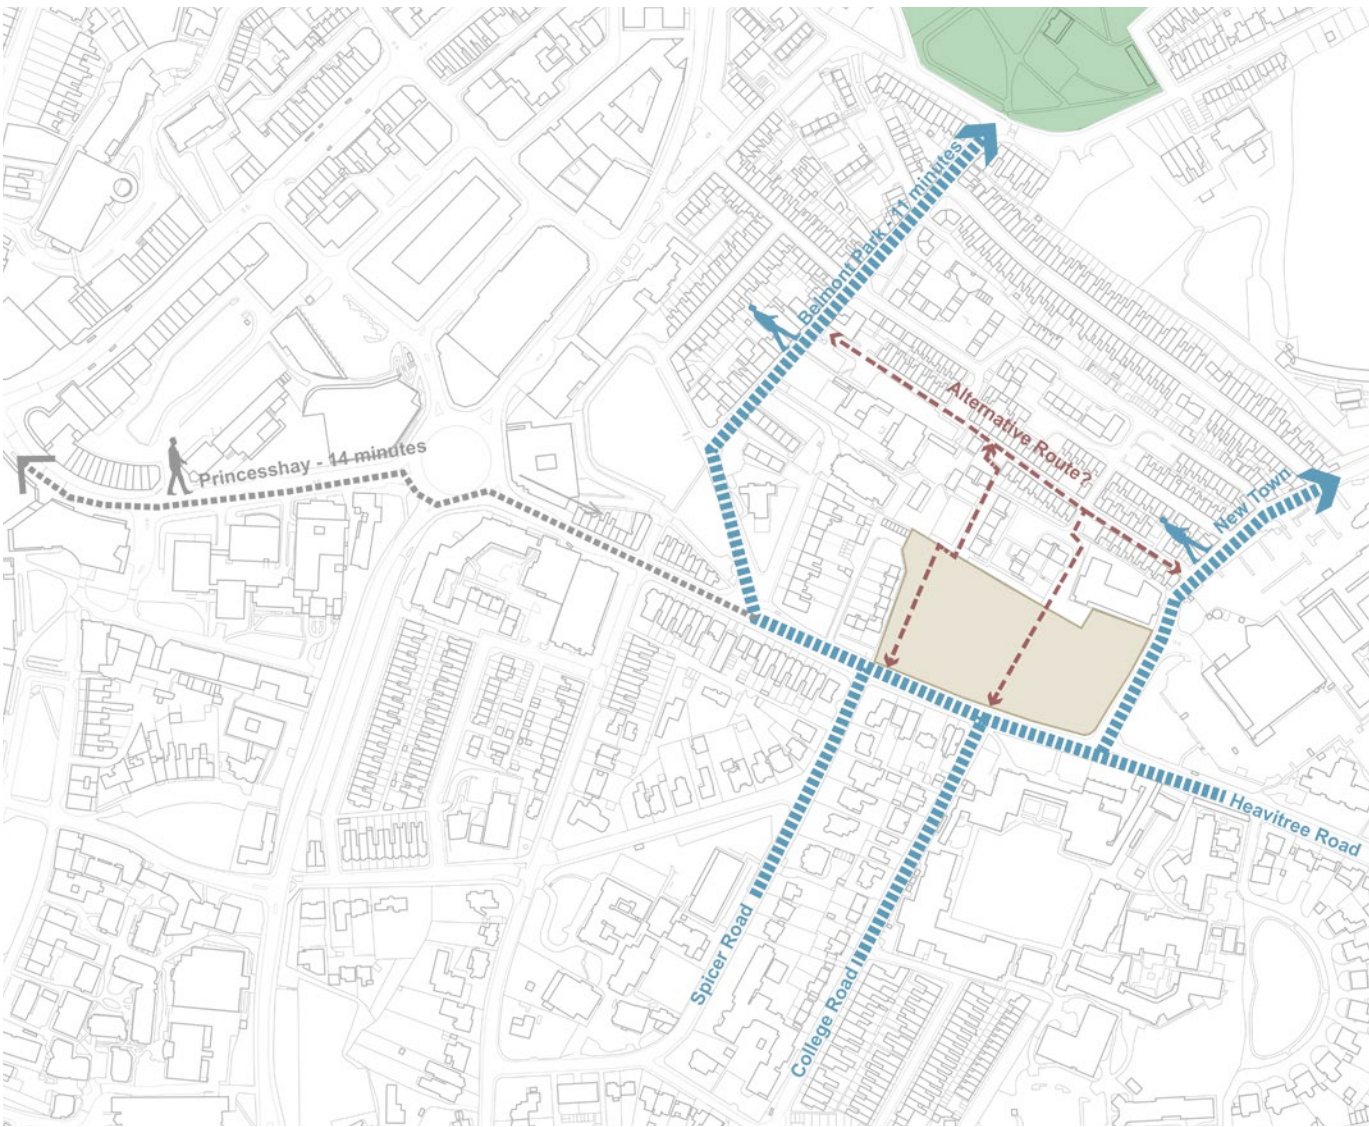 Belmont Park - 11 minutes
Alternative Route?
Princesshay - 14 minutes
New Town
Heavitree Road
Spicer Road
College Road